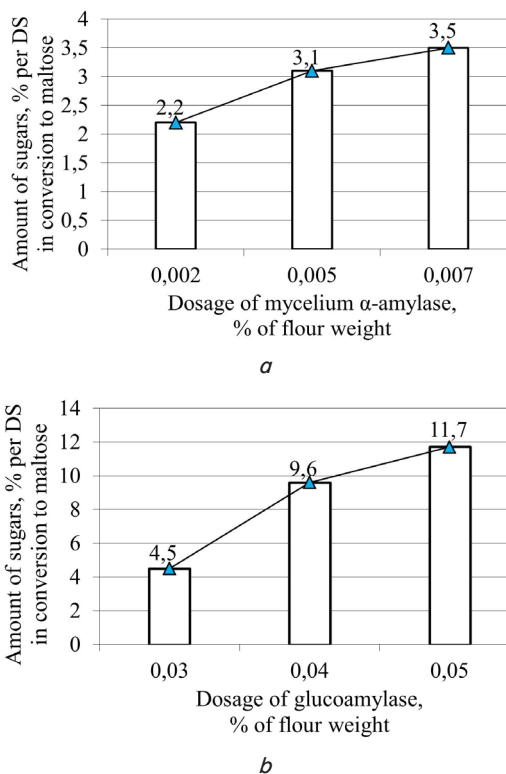 Amount of sugars, % per DS
in conversion to maltose
4
3,5
3
2,5
2
1,5
1
0,5
0
2,2
3,1
3,5
0,002 0,005 0,007
Dosage of mycelium α-amylase,
% of flour weight
a
Amount of sugars, % per DS
in conversion to maltose
14
12
10
8
6
4
2
0
4,5
9,6
11,7
0,03 0,04 0,05
Dosage of glucoamylase,
% of flour weight
b